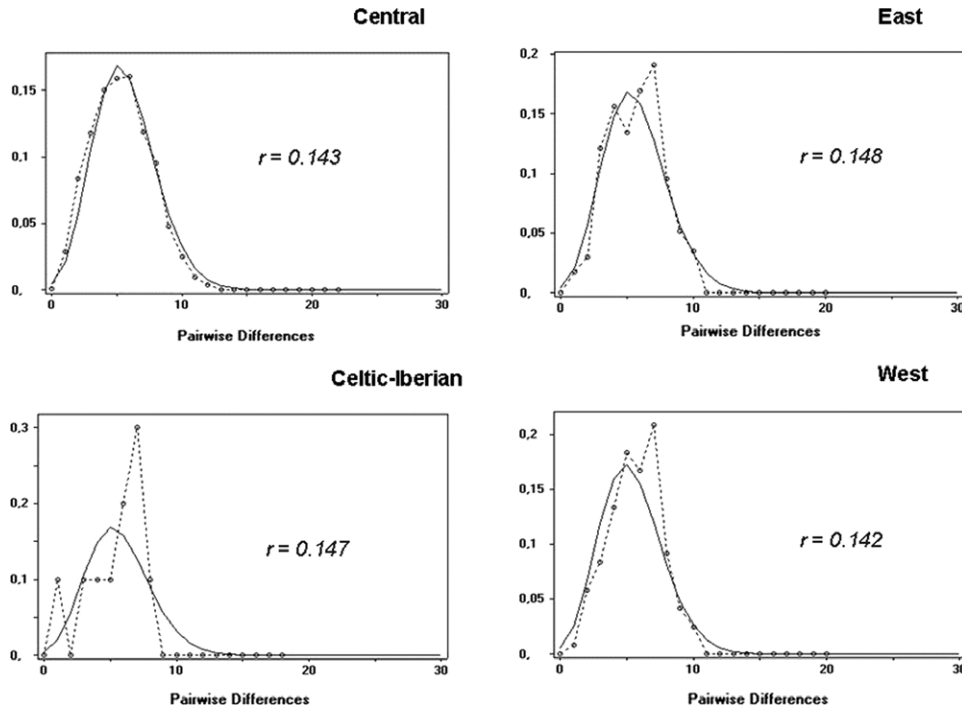 Central
0,15
0,1
0,05
0,
0
10
20
30
r = 0.143
Pairwise Differences
East
0,2
0,15
0,1
0,05
0,
0
10
20
30
r = 0.148
Pairwise Differences
Celtic-Iberian
0,3
0,2
0,1
0,
0
10
20
30
r = 0.147
Pairwise Differences
West
0,2
0,15
0,1
0,05
0,
0
10
20
30
r = 0.142
Pairwise Differences